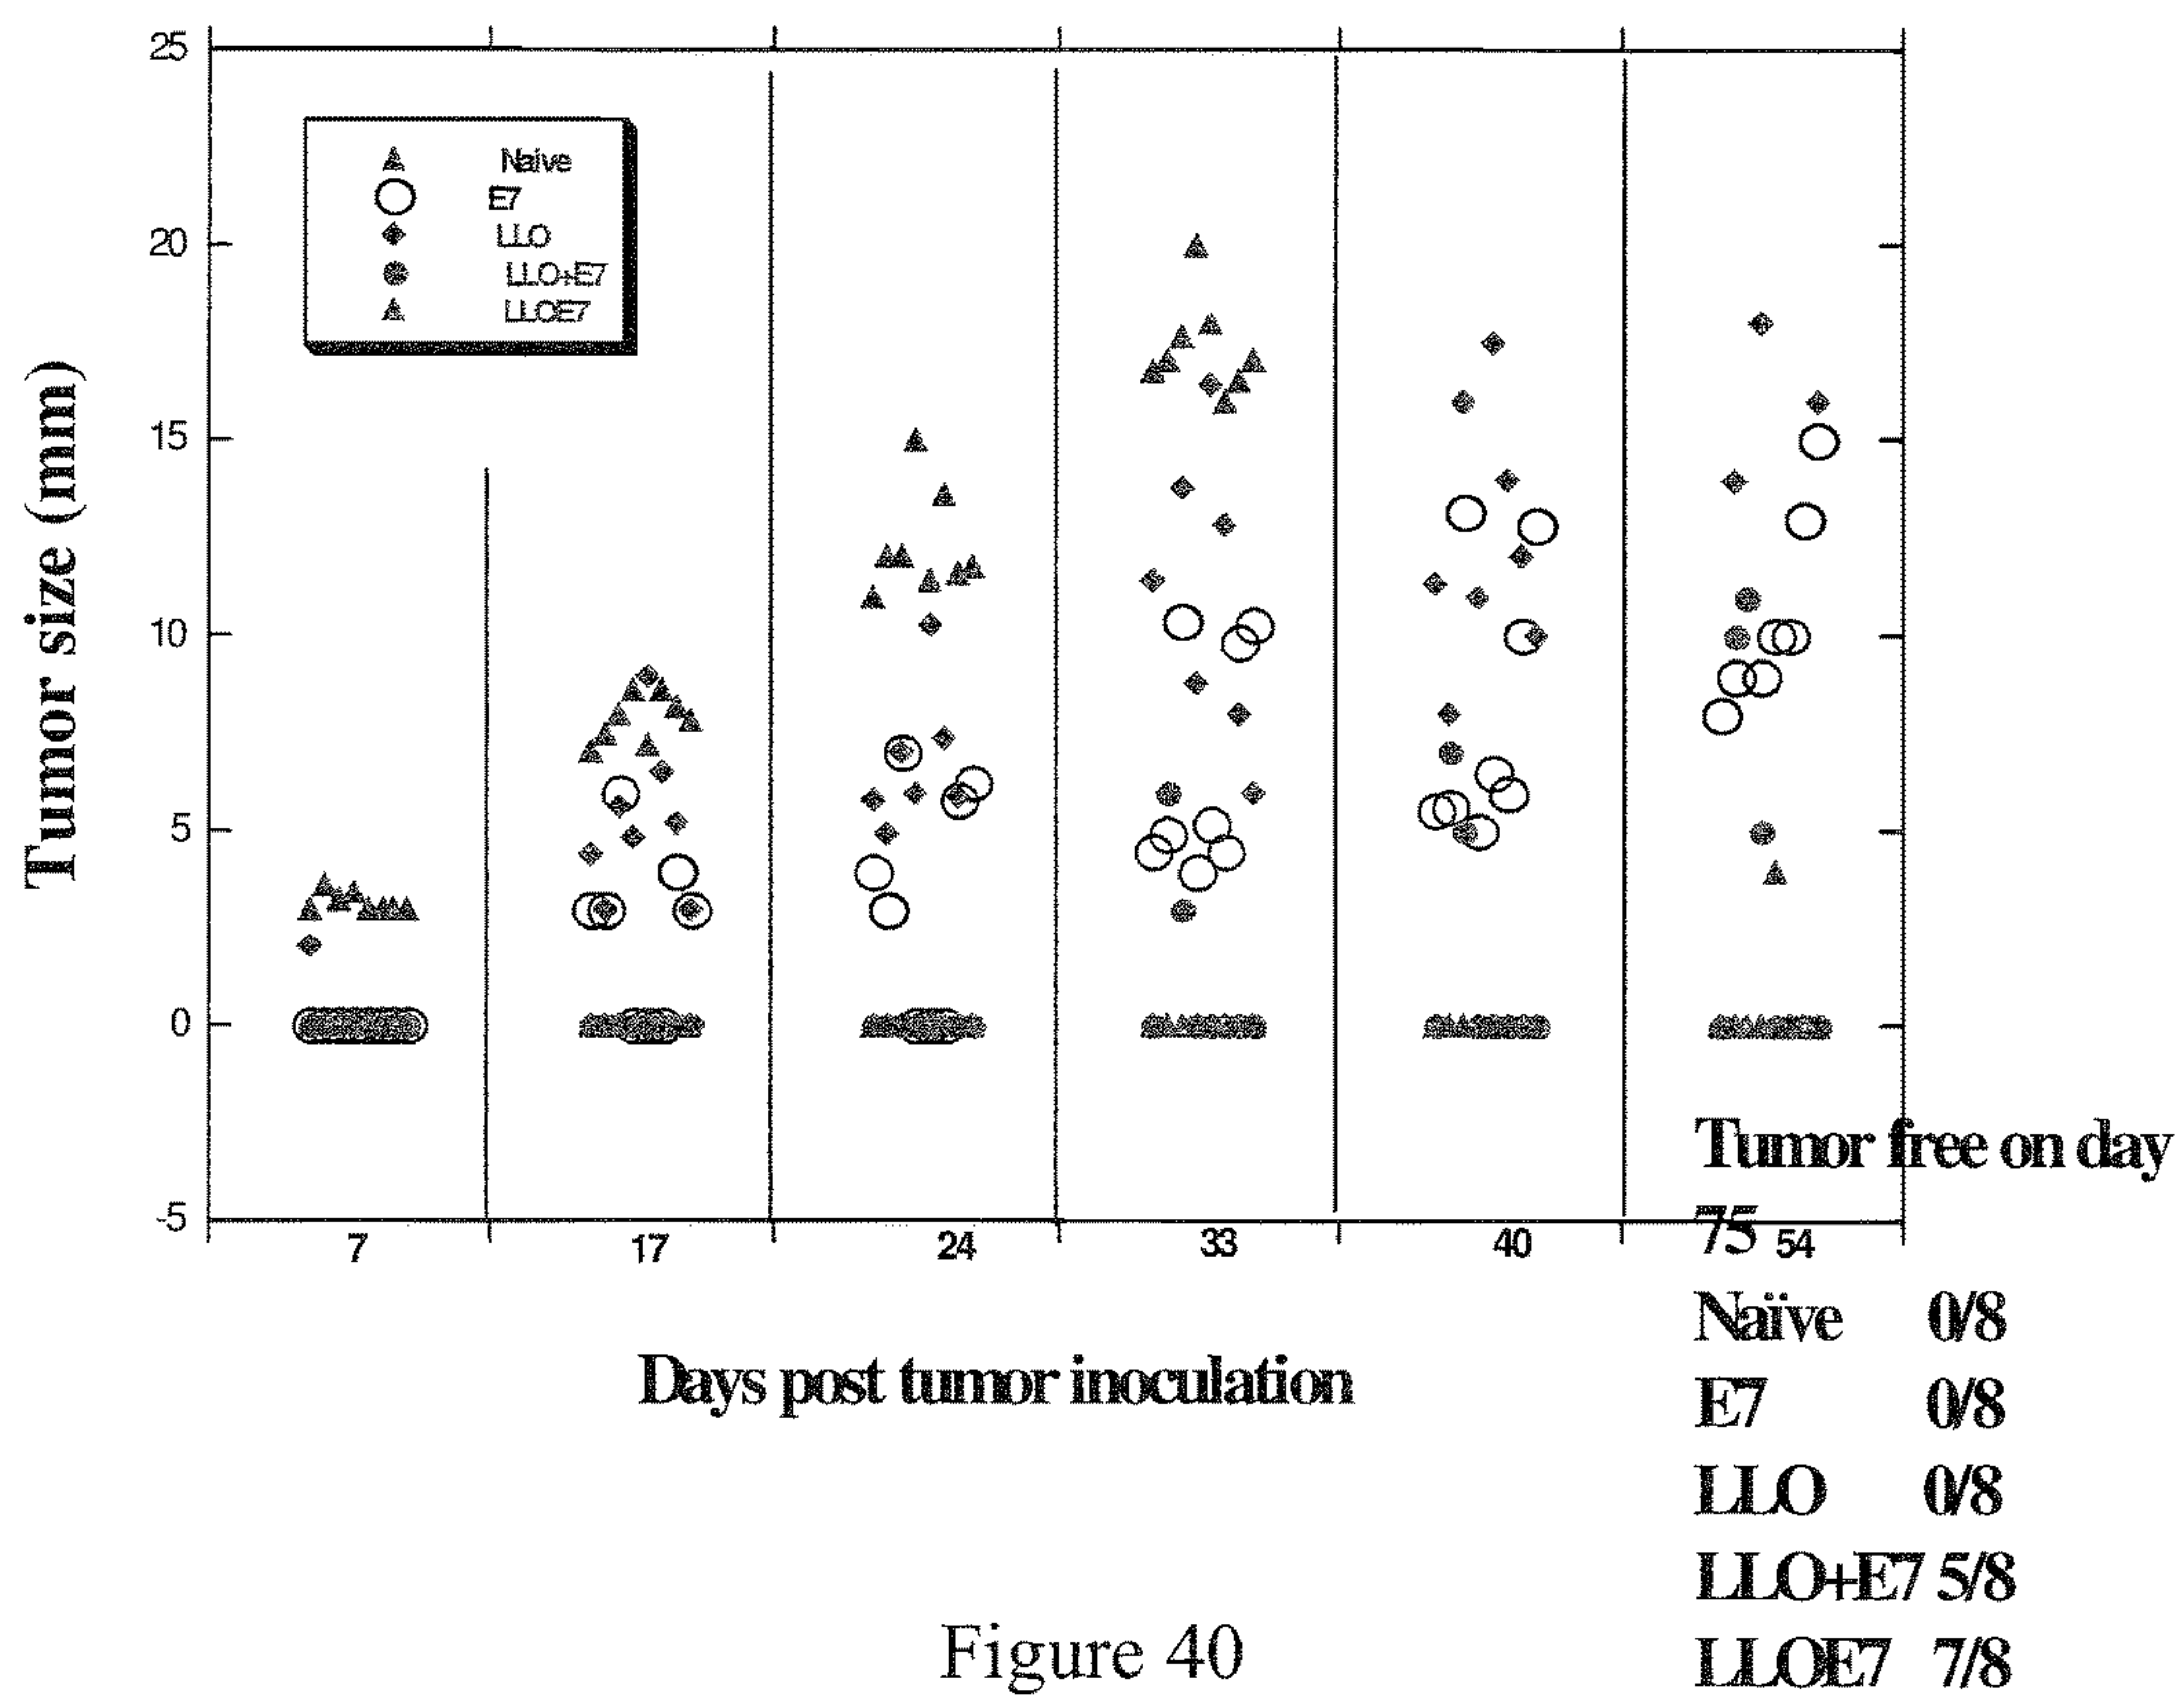 25
20
15
10
5
0
-5
Tumor size (mm)
Naive
E7
LLO
LLO+E7
LLOE7
7 17 24 33 40 54
Days post tumor inoculation
Tumor free on day
75
Naïve 0/8
E7 0/8
LLO 0/8
LLO+E7 5/8
LLOE7 7/8
Figure 40